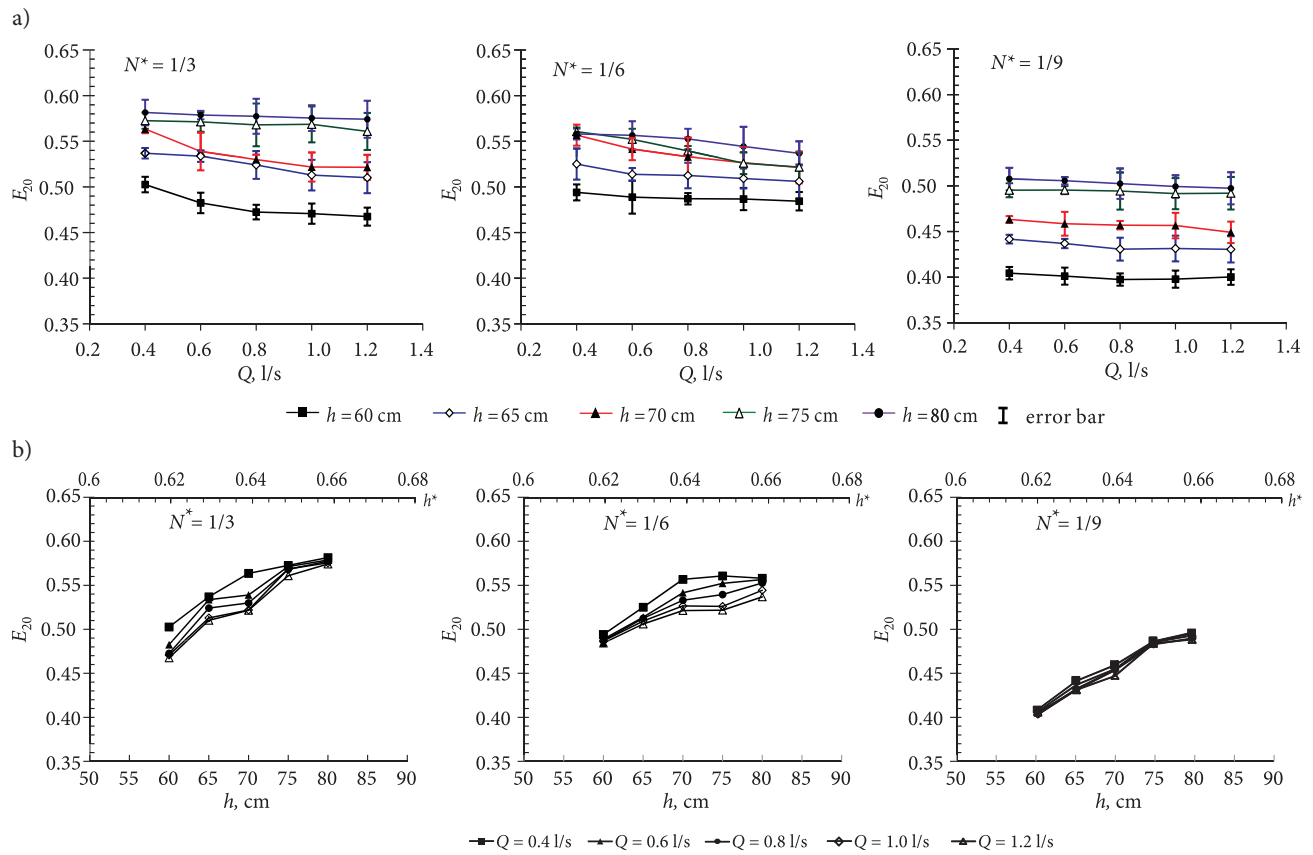 a)
N* = 1/3
N* = 1/6
N* = 1/9
0.65
0.60
0.55
0.50
0.45
0.40
0.35
E20
0.2 0.4 0.6 0.8 1.0 1.2 1.4
Q, l/s
0.65
0.60
0.55
0.50
0.45
0.40
0.35
E20
0.2 0.4 0.6 0.8 1.0 1.2 1.4
Q, l/s
0.65
0.60
0.55
0.50
0.45
0.40
0.35
E20
0.2 0.4 0.6 0.8 1.0 1.2 1.4
Q, l/s
h = 60 cm h = 65 cm h = 70 cm h = 75 cm h = 80 cm error bar
b)
0.6 0.62 0.64 0.66 0.68
h*
N* = 1/3
0.65
0.60
0.55
0.50
0.45
0.40
0.35
E20
50 55 60 65 70 75 80 85 90
h, cm
0.6 0.62 0.64 0.66 0.68
h*
N* = 1/6
0.65
0.60
0.55
0.50
0.45
0.40
0.35
E20
50 55 60 65 70 75 80 85 90
h, cm
0.6 0.62 0.64 0.66 0.68
h*
N* = 1/9
0.65
0.60
0.55
0.50
0.45
0.40
0.35
E20
50 55 60 65 70 75 80 85 90
h, cm
Q = 0.4 l/s Q = 0.6 l/s Q = 0.8 l/s Q = 1.0 l/s Q = 1.2 l/s